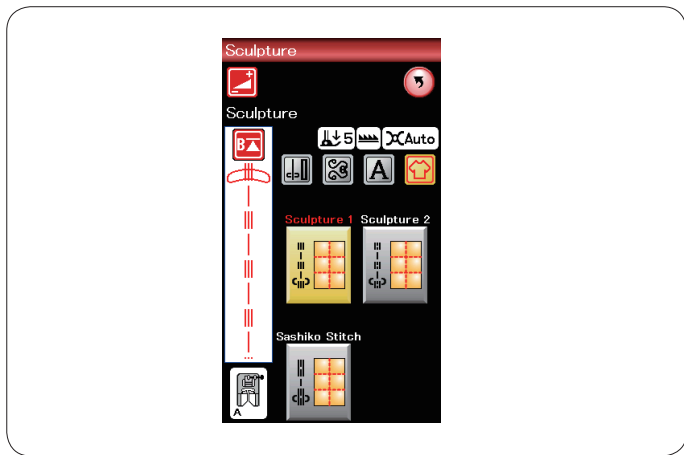 Sculpture
Sculpture
5 Auto
B
A
Sculpture 1 Sculpture 2
Sashiko Stitch
A